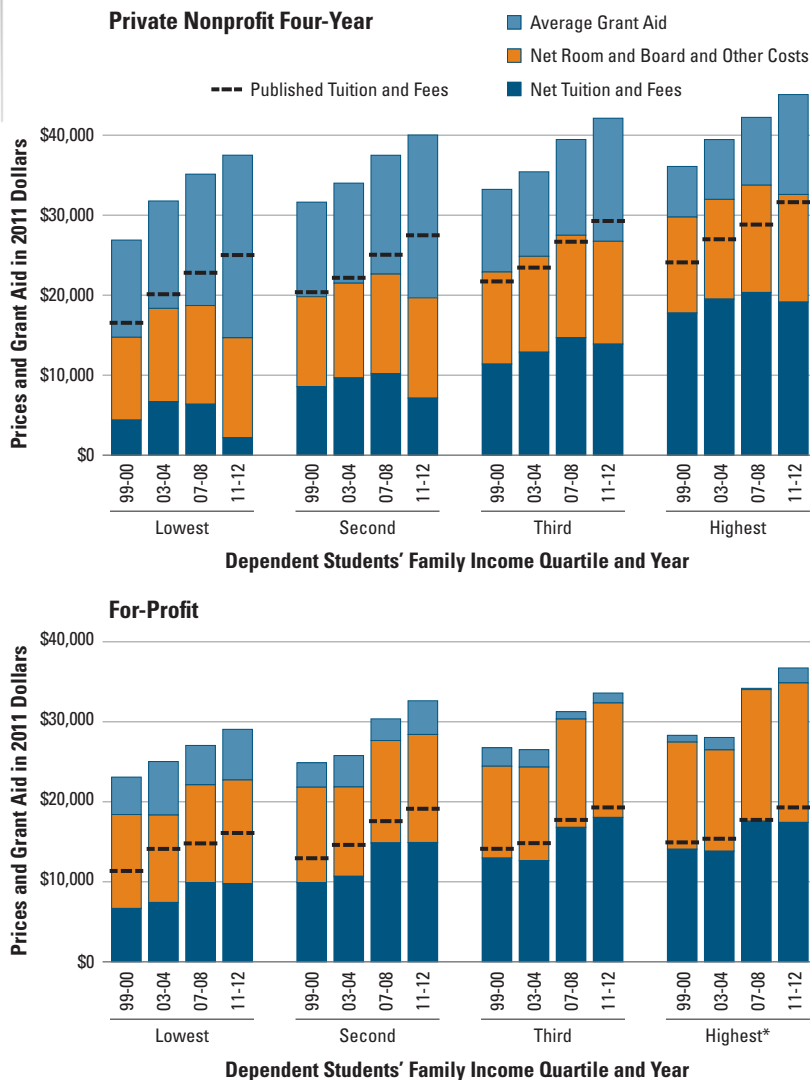 Private Nonprofit Four-Year
Average Grant Aid
Net Room and Board and Other Costs
Published Tuition and Fees
Net Tuition and Fees
Prices and Grant Aid in 2011 Dollars
$40,000
$30,000
$20,000
$10,000
$0
99-00 03-04 07-08 11-12 99-00 03-04 07-08 11-12 99-00 03-04 07-08 11-12 99-00 03-04 07-08 11-12
Lowest Second Third Highest
Dependent Students' Family Income Quartile and Year
For-Profit
Prices and Grant Aid in 2011 Dollars
$40,000
$30,000
$20,000
$10,000
$0
99-00 03-04 07-08 11-12 99-00 03-04 07-08 11-12 99-00 03-04 07-08 11-12 99-00 03-04 07-08 11-12
Lowest Second Third Highest*
Dependent Students' Family Income Quartile and Year